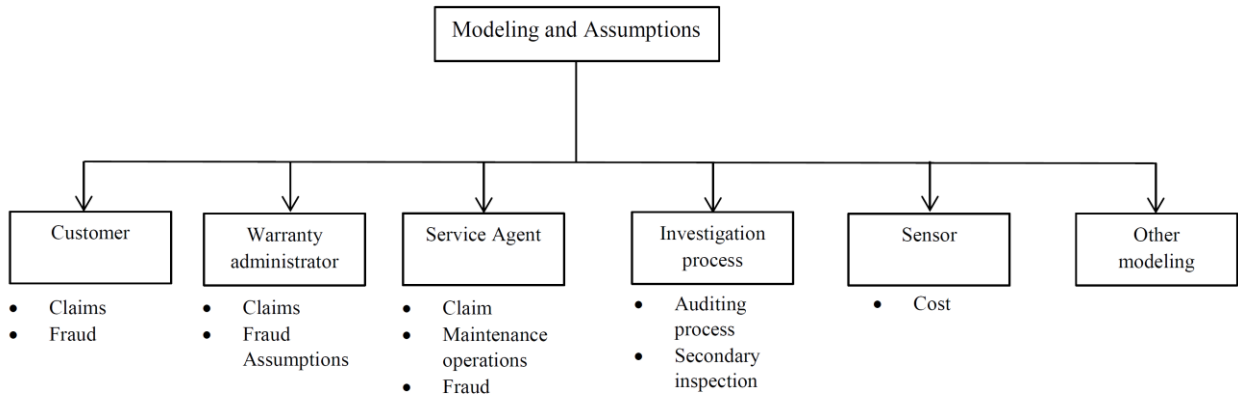 Modeling and Assumptions
Customer
• Claims
• Fraud
Warranty
administrator
• Claims
• Fraud
Assumptions
Service Agent
• Claim
• Maintenance
operations
• Fraud
Investigation
process
• Auditing
process
• Secondary
inspection
Sensor
• Cost
Other
modeling